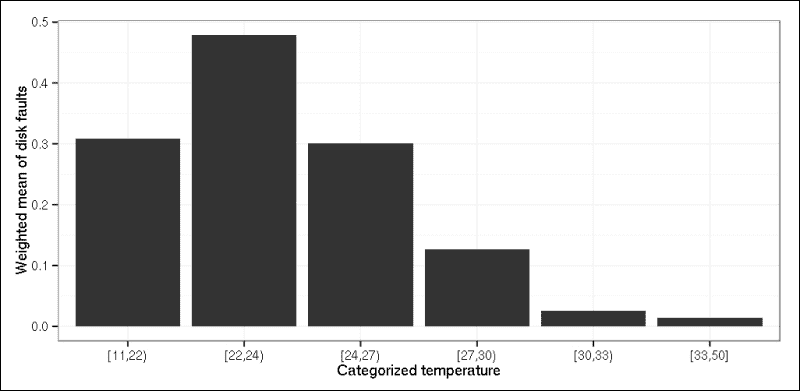 Weighted mean of disk faults
0.5
0.4
0.3
0.2
0.1
0.0
[11,22) [22,24) [24,27) [27,30) [30,33) [33,50]
Categorized temperature